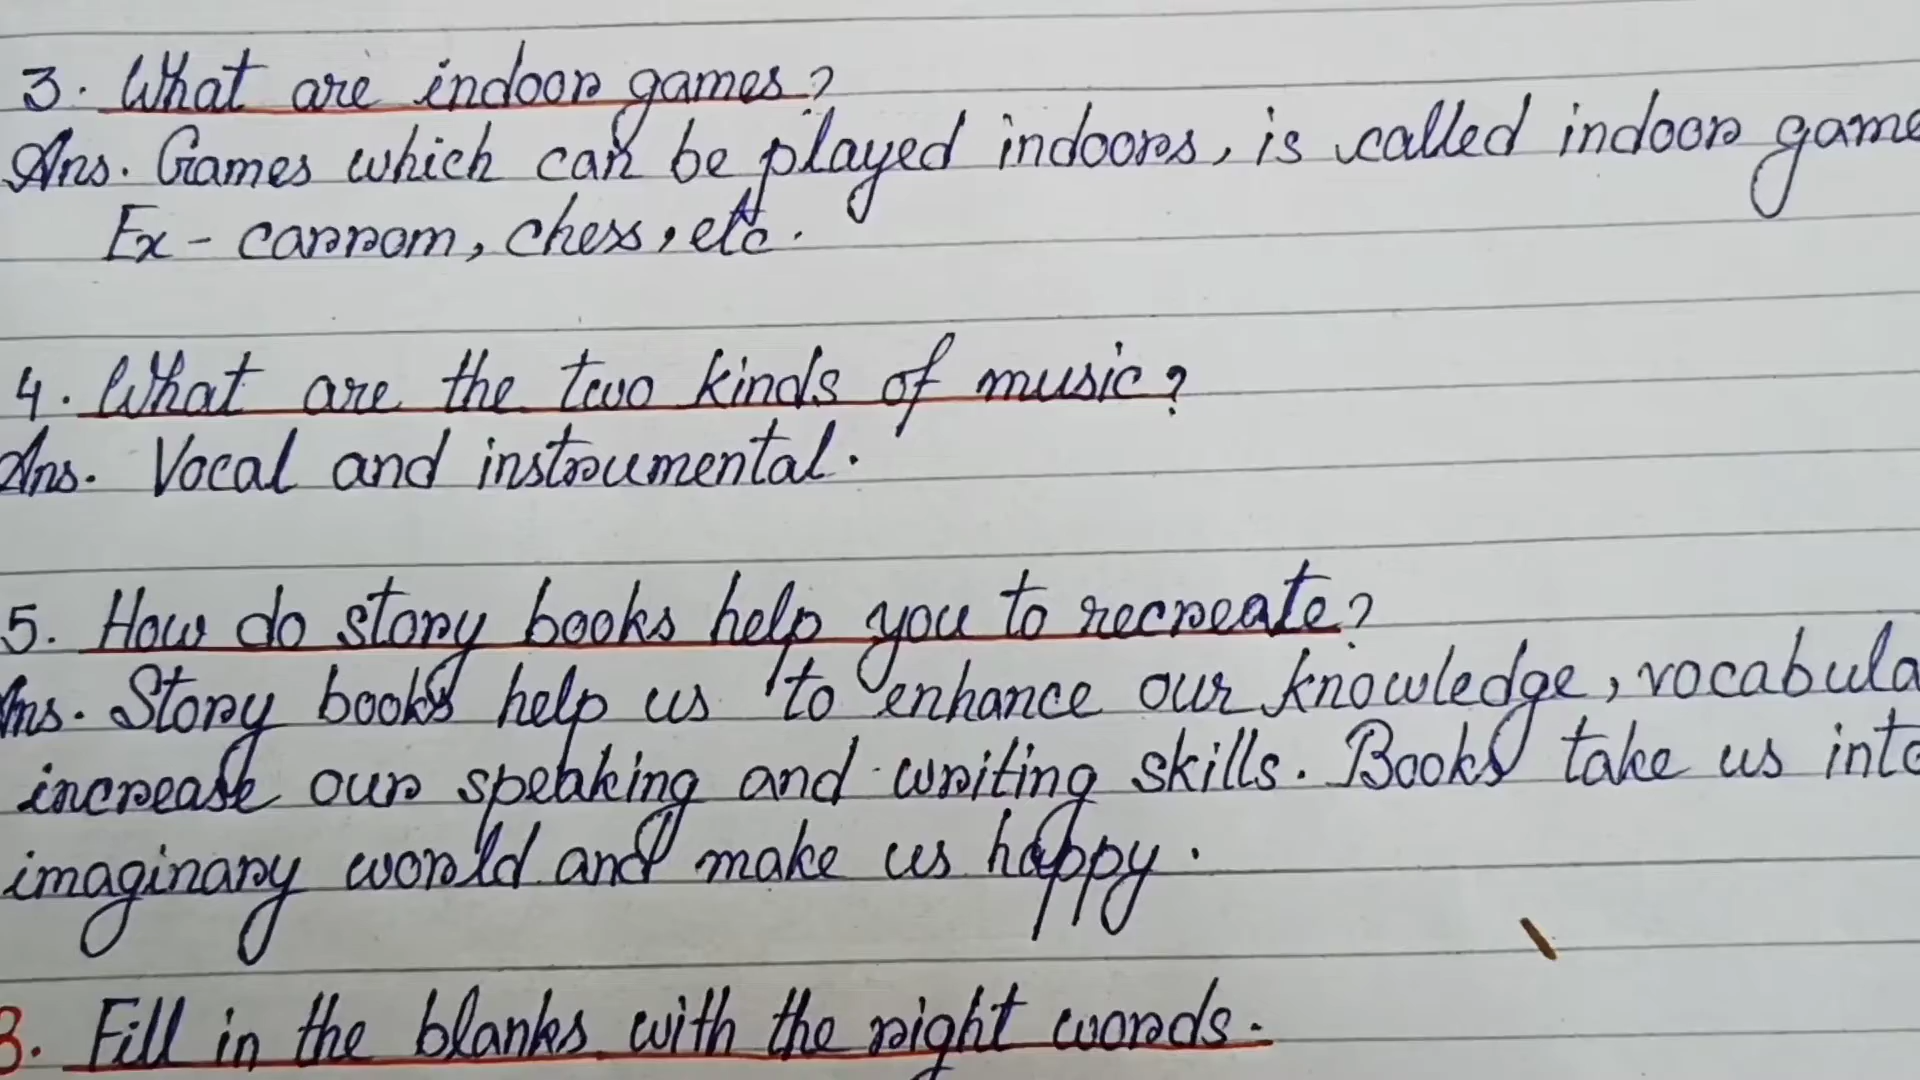 3. What are indoor games?
Ans. Games which can be played indoors, is called indoor game
Ex - carrom, chess, etc.
4. What are the two kinds of music?
Ans. Vocal and instrumental.
5. How do story books help you to recreate?
Ans. Story books help us to enhance our knowledge, vocabula
increase our speaking and writing skills. Books take us into
imaginary world and make us happy.
B. Fill in the blanks with the right words.